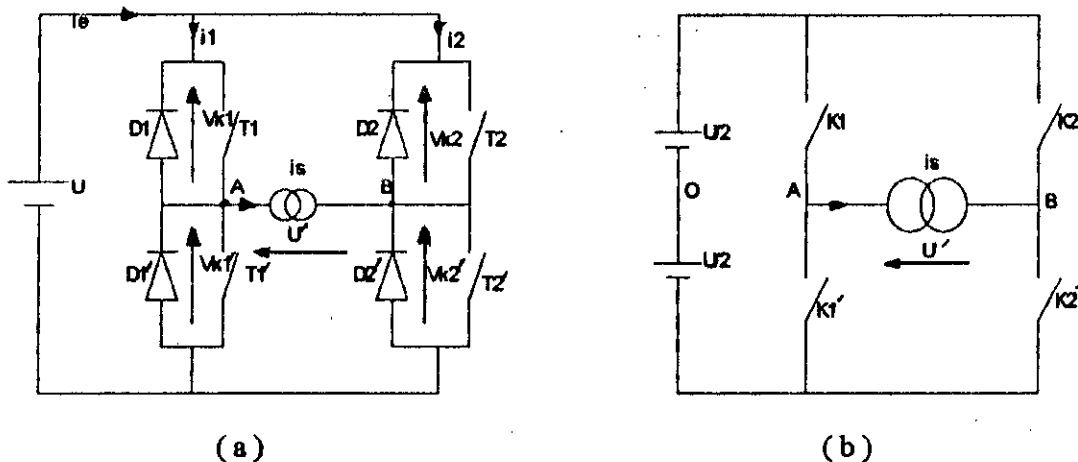 ie
i1
i2
D1
Vk1
T1
D2
Vk2
T2
U
A
is
B
U'
D1'
Vk1'
T1'
D2'
Vk2'
T2'
(a)
K1
K2
U/2
is
O
A
B
U/2
U'
K1'
K2'
(b)